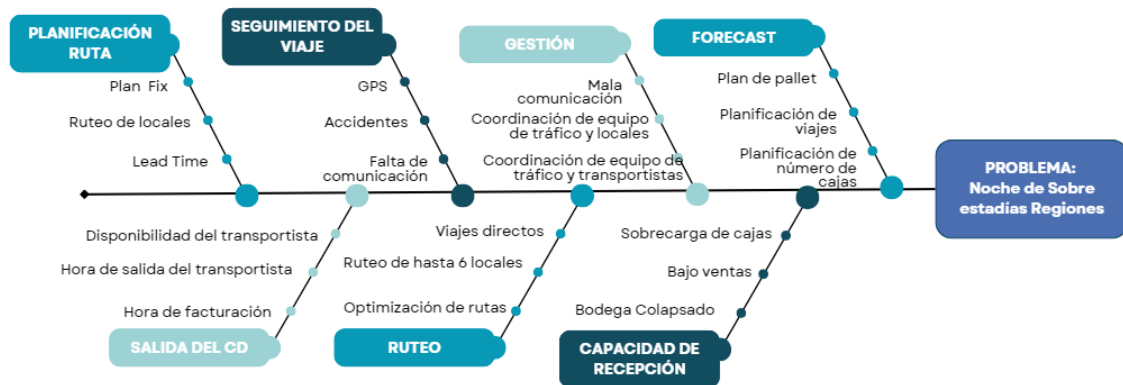 PLANIFICACIÓN
RUTA
Plan Fix
Ruteo de locales
Lead Time
SEGUIMIENTO DEL
VIAJE
GPS
Accidentes
Falta de
comunicación
GESTIÓN
Mala
comunicación
Coordinación de equipo
de tráfico y locales
Coordinación de equipo de
tráfico y transportistas
FORECAST
Plan de pallet
Planificación de
viajes
Planificación de
número de
cajas
PROBLEMA:
Noche de Sobre
estadías Regiones
Disponibilidad del transportista
Hora de salida del transportista
Hora de facturación
SALIDA DEL CD
Viajes directos
Ruteo de hasta 6 locales
Optimización de rutas
RUTEO
Sobrecarga de cajas
Bajo ventas
Bodega Colapsado
CAPACIDAD DE
RECEPCIÓN